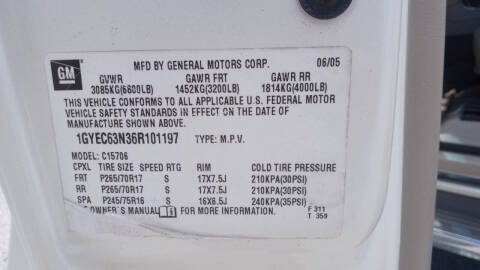 GM
MFD BY GENERAL MOTORS CORP. 06/05
GVWR GAWR FRT GAWR RR
3085KG(6800LB) 1452KG(3200LB) 1814KG(4000LB)
THIS VEHICLE CONFORMS TO ALL APPLICABLE U.S. FEDERAL MOTOR
VEHICLE SAFETY STANDARDS IN EFFECT ON THE DATE OF
MANUFACTURE SHOWN ABOVE.
1GYEC63N36R101197 TYPE: M.P.V.
MODEL: C15706
CPXL TIRE SIZE SPEED RTG RIM COLD TIRE PRESSURE
FRT P265/70R17 S 17X7.5J 210KPA(30PSI)
RR P265/70R17 S 17X7.5J 210KPA(30PSI)
SPA P245/75R16 S 16X6.5J 240KPA(35PSI)
OWNER'S MANUAL FOR MORE INFORMATION. F 311
T 359